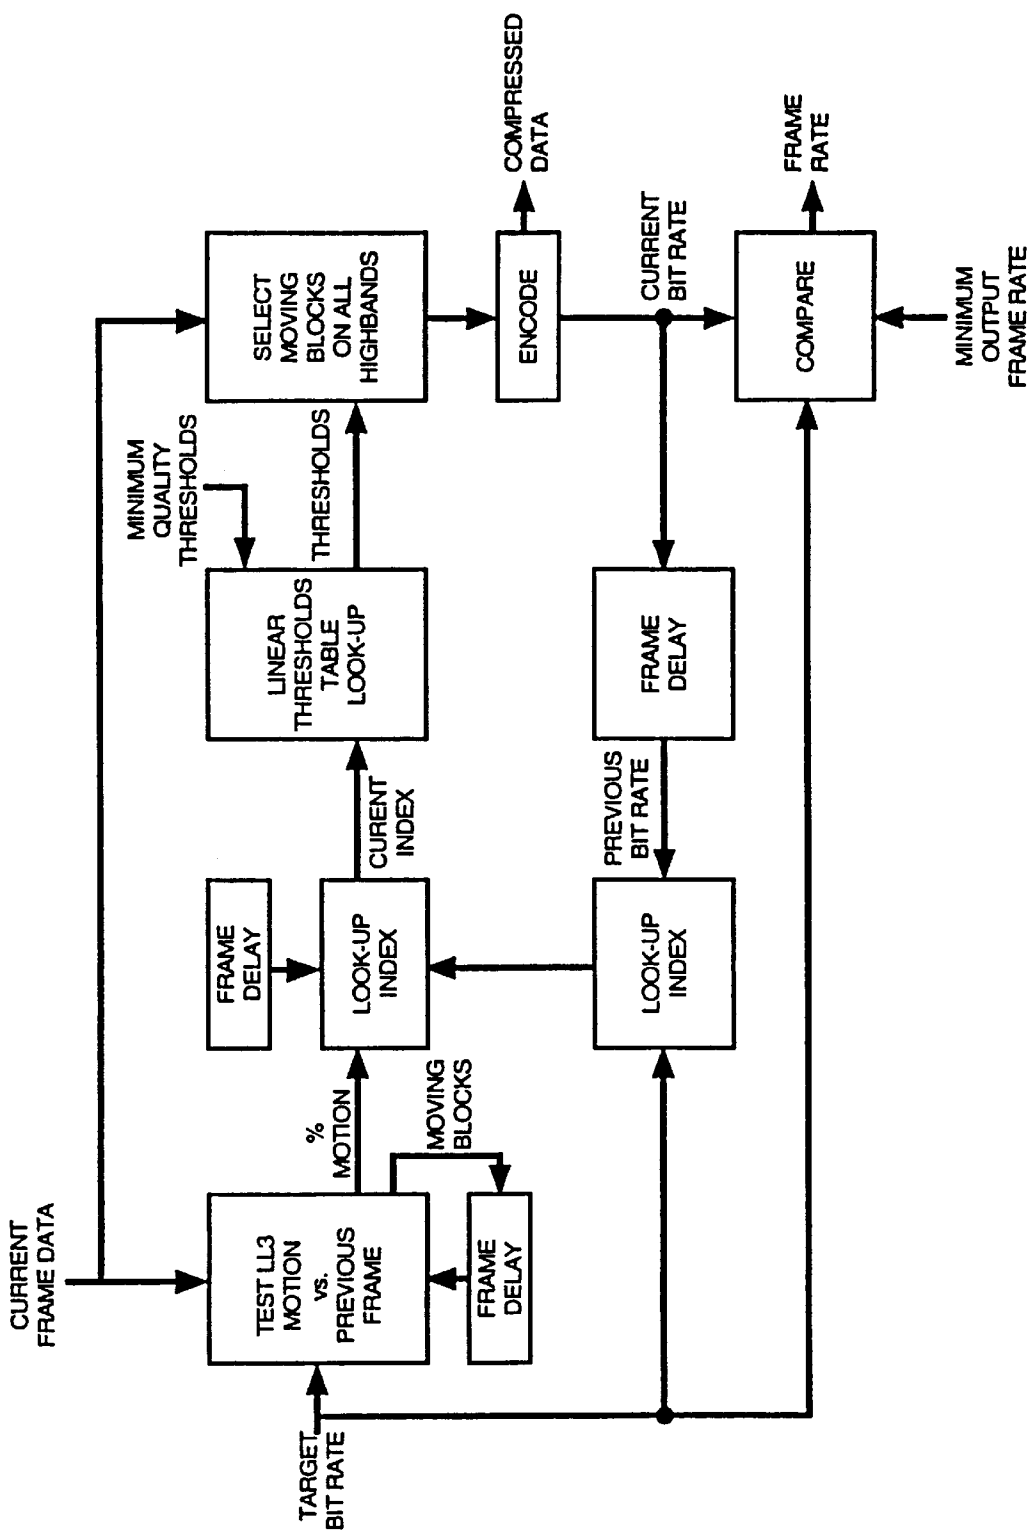 CURRENT
FRAME DATA
TARGET
BIT RATE
TEST LL3
MOTION
vs.
PREVIOUS
FRAME
FRAME
DELAY
%
MOTION
MOVING
BLOCKS
FRAME
DELAY
LOOK-UP
INDEX
CURENT
INDEX
MINIMUM
QUALITY
THRESHOLDS
LINEAR
THRESHOLDS
TABLE
LOOK-UP
THRESHOLDS
SELECT
MOVING
BLOCKS
ON ALL
HIGHBANDS
ENCODE
COMPRESSED
DATA
LOOK-UP
INDEX
PREVIOUS
BIT RATE
FRAME
DELAY
CURRENT
BIT RATE
COMPARE
FRAME
RATE
MINIMUM
OUTPUT
FRAME RATE